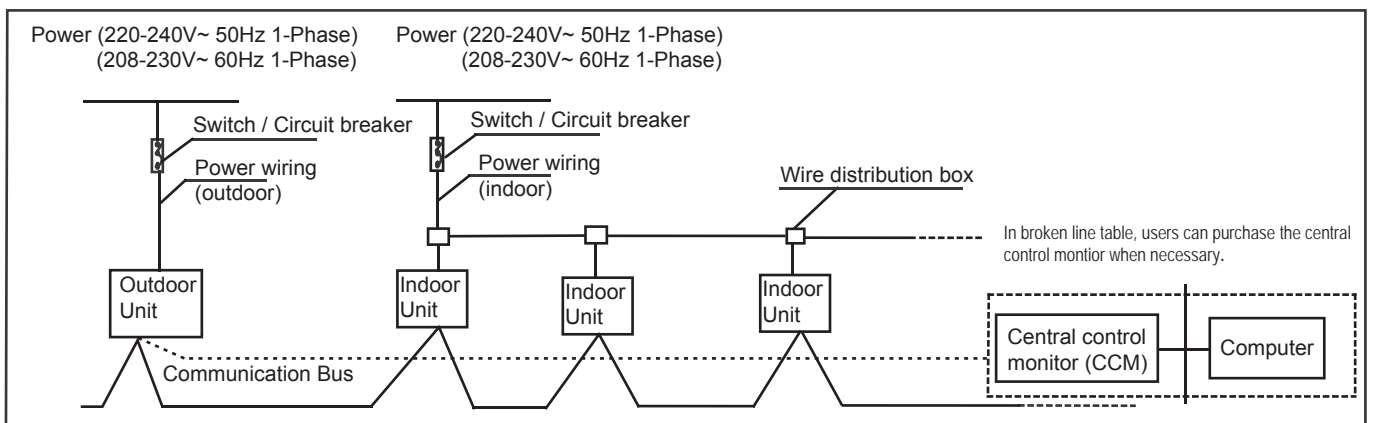 Power (220-240V~ 50Hz 1-Phase)
(208-230V~ 60Hz 1-Phase)
Power (220-240V~ 50Hz 1-Phase)
(208-230V~ 60Hz 1-Phase)
Switch / Circuit breaker
Power wiring
(outdoor)
Switch / Circuit breaker
Power wiring
(indoor)
Wire distribution box
In broken line table, users can purchase the central
control montior when necessary.
Outdoor
Unit
Indoor
Unit
Indoor
Unit
Indoor
Unit
Central control
monitor (CCM)
Computer
Communication Bus